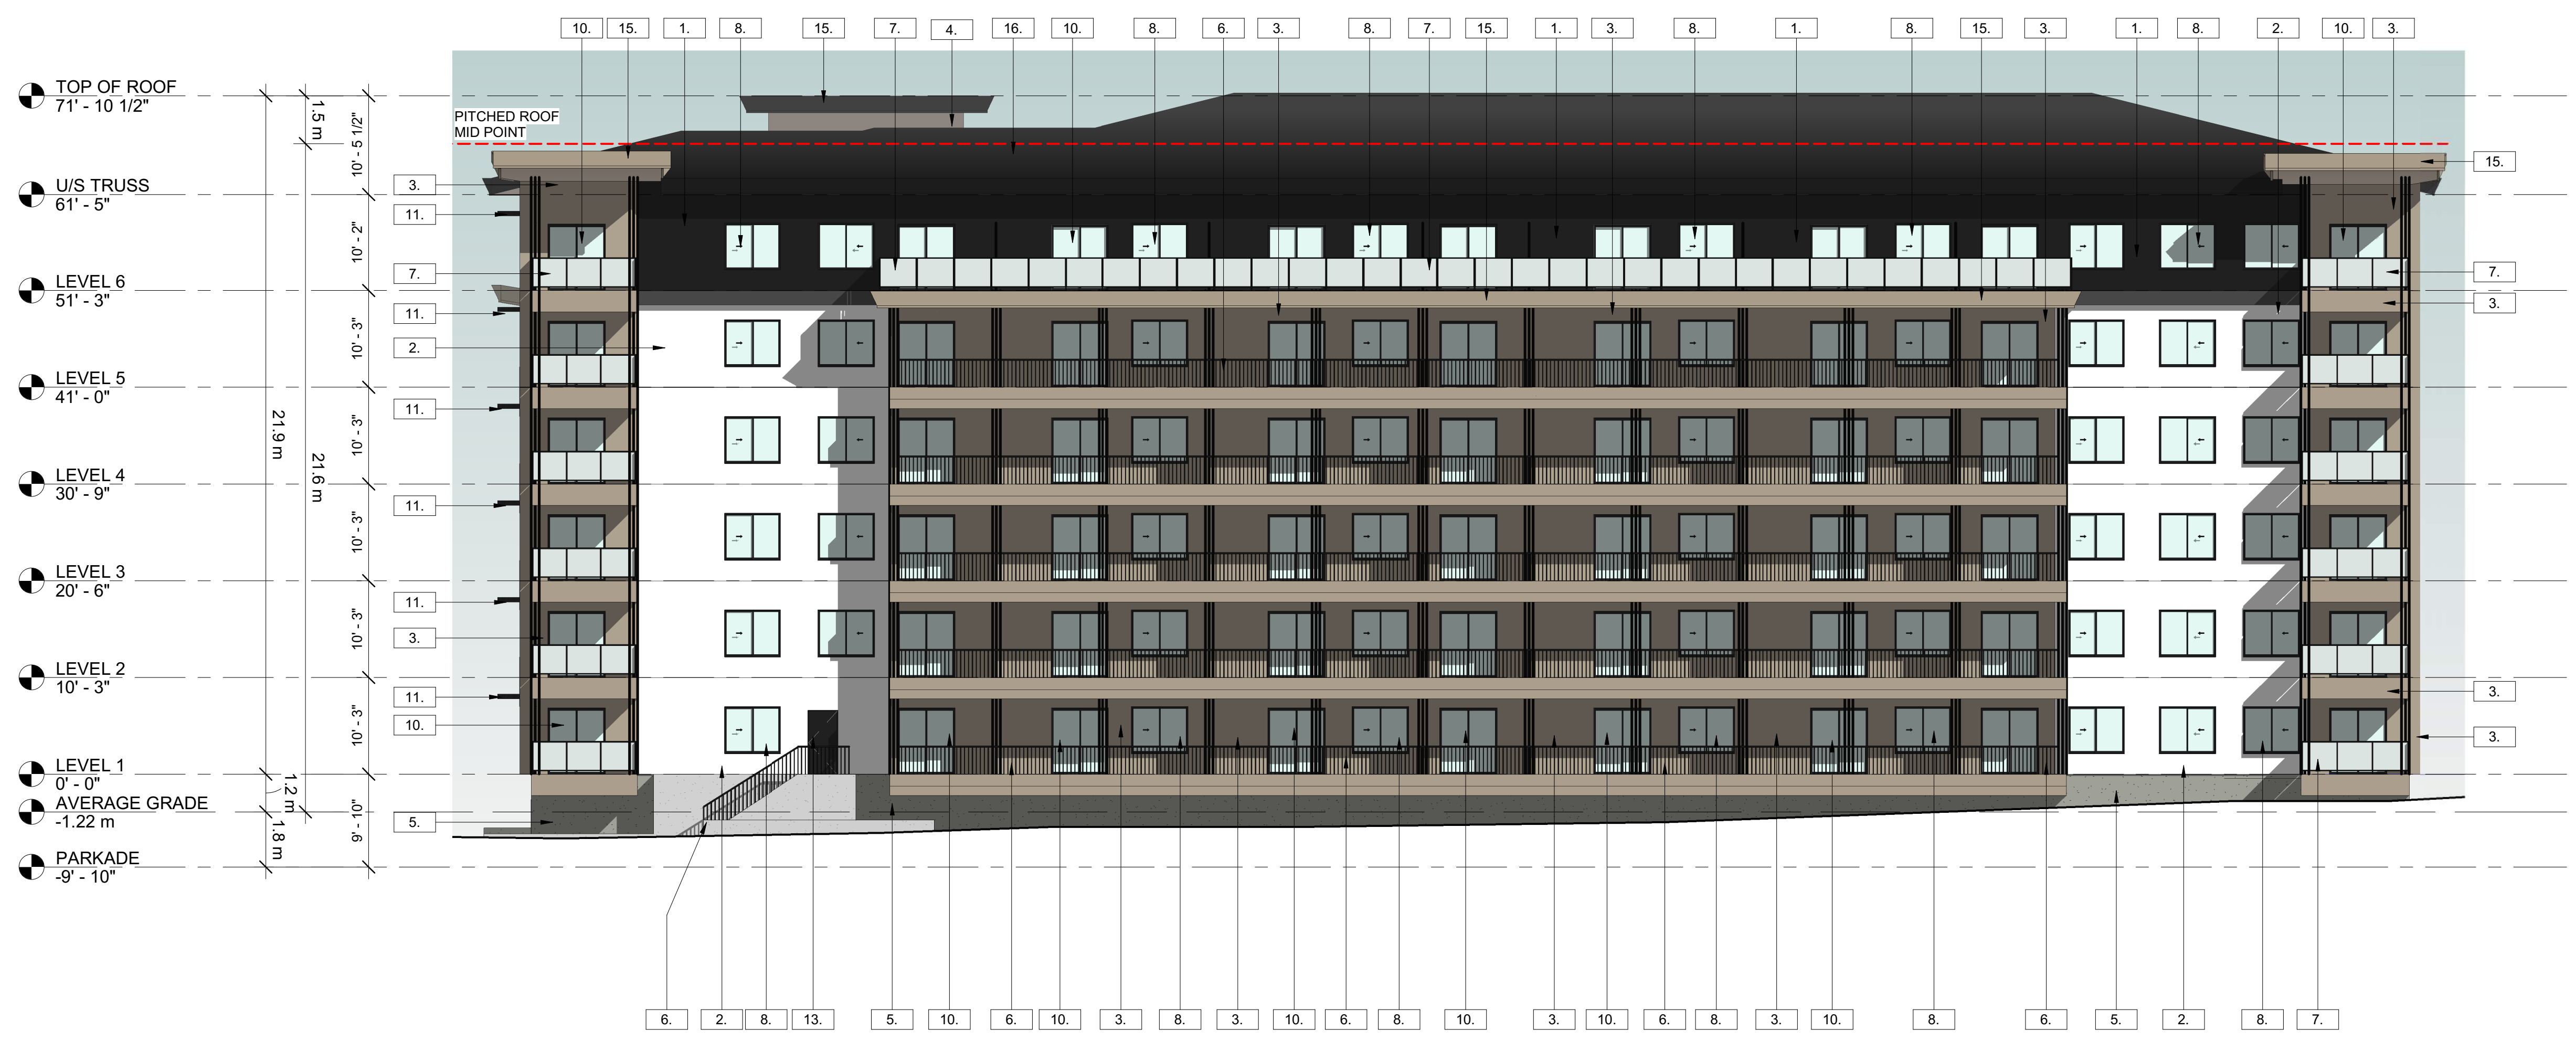 10. 15. 1. 8. 15. 7. 4. 16. 10. 8. 6. 3. 8. 7. 15. 1. 3. 8. 1. 8. 15. 3. 1. 8. 2. 10. 3.
TOP OF ROOF
71' - 10 1/2"
1.5 m
10' - 5 1/2"
PITCHED ROOF
MID POINT
15.
3.
U/S TRUSS
61' - 5"
11.
10' - 2"
7.
7.
LEVEL 6
51' - 3"
3.
11.
10' - 3"
2.
LEVEL 5
41' - 0"
11.
21.9 m
10' - 3"
21.6 m
LEVEL 4
30' - 9"
11.
10' - 3"
LEVEL 3
20' - 6"
11.
10' - 3"
3.
LEVEL 2
10' - 3"
3.
11.
10' - 3"
10.
3.
LEVEL 1
0' - 0"
1.2 m
AVERAGE GRADE
-1.22 m
5.
1.8 m
9' - 10"
PARKADE
-9' - 10"
6. 2. 8. 13. 5. 10. 6. 10. 3. 8. 3. 10. 6. 8. 10. 3. 10. 6. 8. 3. 10. 8. 6. 5. 2. 8. 7.